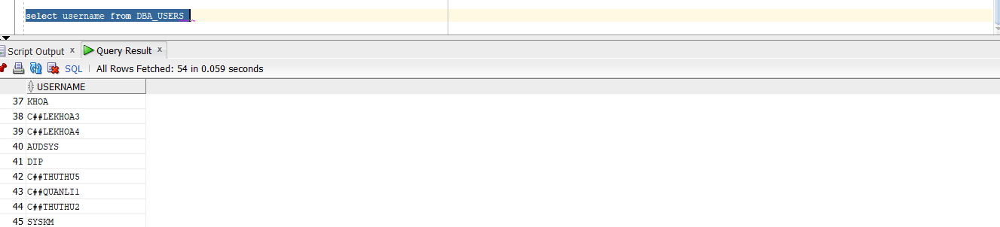 select username from DBA_USERS
Script Output x Query Result x
SQL All Rows Fetched: 54 in 0.059 seconds
USERNAME
37 KHOA
38 C##LEKHOA3
39 C##LEKHOA4
40 AUDSYS
41 DIP
42 C##THUTHU5
43 C##QUANLI1
44 C##THUTHU2
45 SYSKM